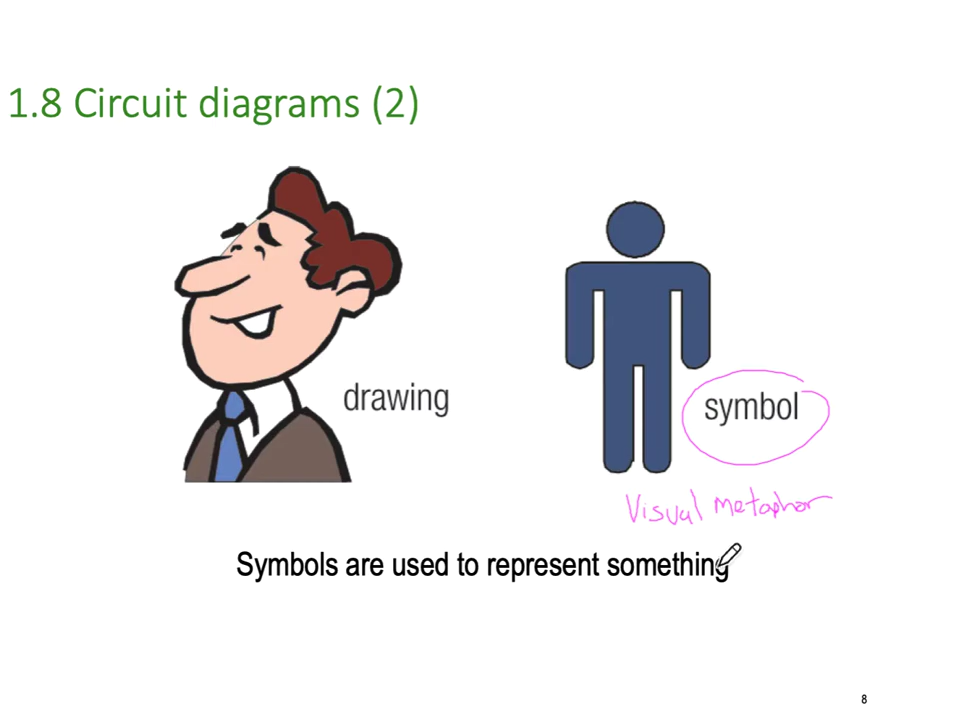 1.8 Circuit diagrams (2)
drawing
symbol
Visual Metaphor
Symbols are used to represent something
8